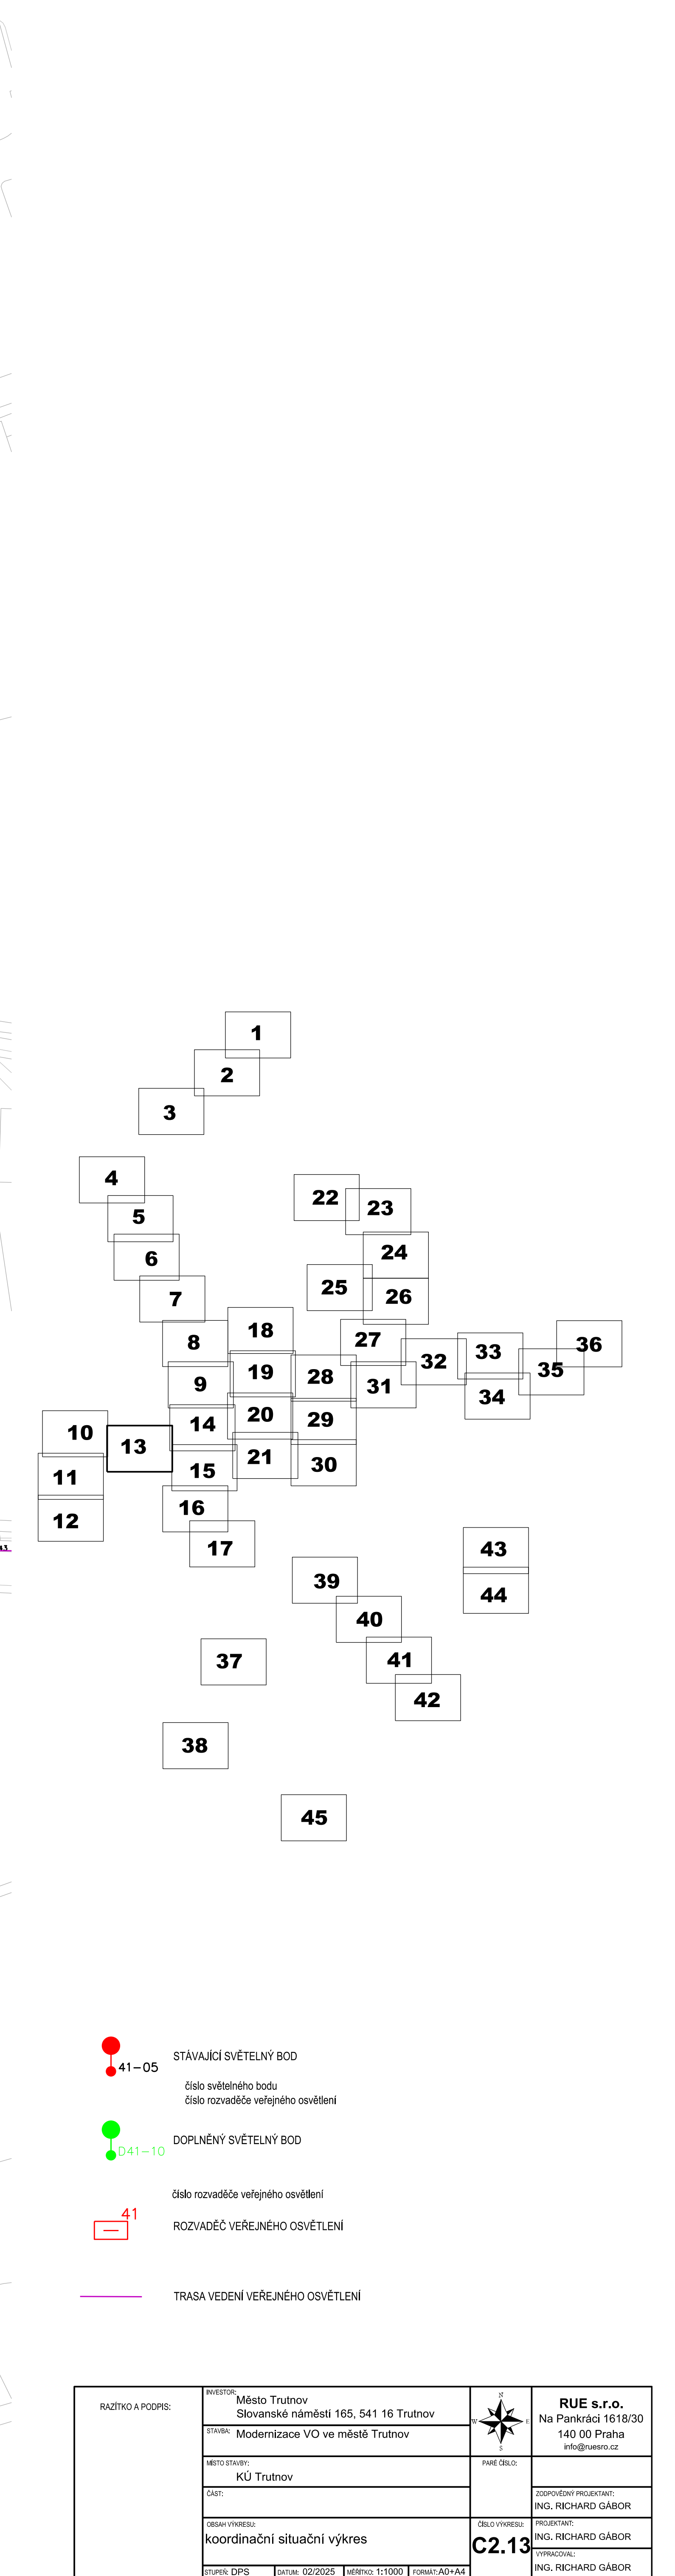 1
2
3
4
5
22
23
6
24
7
25
26
8
18
27
36
9
19
28
32
33
35
31
34
10
13
14
20
29
11
15
21
30
12
16
17
43
39
44
40
37
41
42
38
45
STÁVAJÍCÍ SVĚTELNÝ BOD
41-05
číslo světelného bodu
číslo rozvaděče veřejného osvětlení
DOPLNĚNÝ SVĚTELNÝ BOD
D41-10
číslo rozvaděče veřejného osvětlení
41
ROZVADĚČ VEŘEJNÉHO OSVĚTLENÍ
TRASA VEDENÍ VEŘEJNÉHO OSVĚTLENÍ
RAZÍTKO A PODPIS:
INVESTOR:
Město Trutnov
Slovanské náměstí 165, 541 16 Trutnov
STAVBA: Modernizace VO ve městě Trutnov
MÍSTO STAVBY:
KÚ Trutnov
ČÁST:
OBSAH VÝKRESU:
koordinační situační výkres
STUPEŇ: DPS
DATUM: 02/2025
MĚŘÍTKO: 1:1000
FORMÁT: A0+A4
N
W E
S
PARÉ ČÍSLO:
ČÍSLO VÝKRESU:
C2.13
RUE s.r.o.
Na Pankráci 1618/30
140 00 Praha
info@ruesro.cz
ZODPOVĚDNÝ PROJEKTANT:
ING. RICHARD GÁBOR
PROJEKTANT:
ING. RICHARD GÁBOR
VYPRACOVAL:
ING. RICHARD GÁBOR